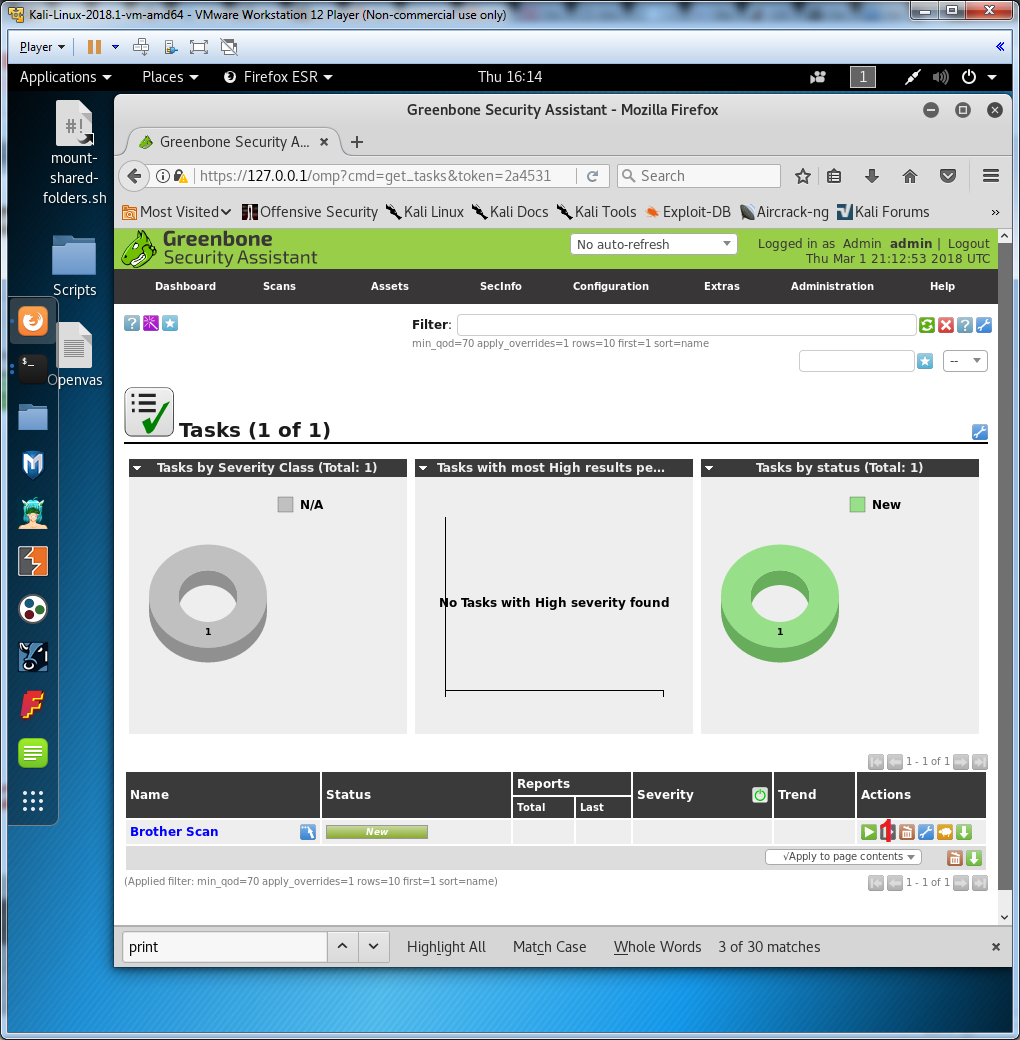 Kali-Linux-2018.1-vm-amd64 - VMware Workstation 12 Player (Non-commercial use only)
Player
Applications Places Firefox ESR Thu 16:14 1
#!
mount-
shared-
folders.sh
Scripts
Openvas
Greenbone Security Assistant - Mozilla Firefox
Greenbone Security A...
https://127.0.0.1/omp?cmd=get_tasks&token=2a4531 Search
Most Visited Offensive Security Kali Linux Kali Docs Kali Tools Exploit-DB Aircrack-ng Kali Forums »
Greenbone
Security Assistant
No auto-refresh
Logged in as Admin admin | Logout
Thu Mar 1 21:12:53 2018 UTC
Dashboard Scans Assets SecInfo Configuration Extras Administration Help
Filter:
min_qod=70 apply_overrides=1 rows=10 first=1 sort=name
--
Tasks (1 of 1)
Tasks by Severity Class (Total: 1)
N/A
1
Tasks with most High results pe...
No Tasks with High severity found
Tasks by status (Total: 1)
New
1
1 - 1 of 1
Name Status Reports Severity Trend Actions
Total Last
Brother Scan New 1
√Apply to page contents
(Applied filter: min_qod=70 apply_overrides=1 rows=10 first=1 sort=name) 1 - 1 of 1
print Highlight All Match Case Whole Words 3 of 30 matches